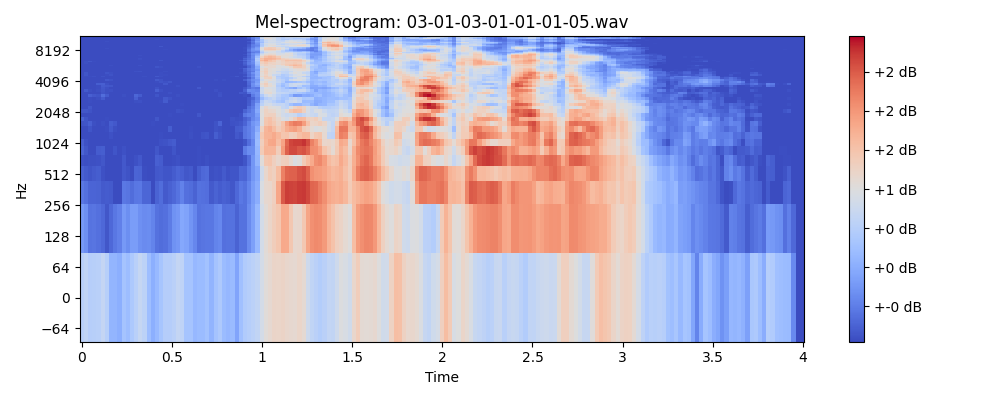 Mel-spectrogram: 03-01-03-01-01-01-05.wav
8192
4096
2048
1024
512
256
128
64
0
−64
Hz
0
0.5
1
1.5
2
2.5
3
3.5
4
Time
+2 dB
+2 dB
+2 dB
+1 dB
+0 dB
+0 dB
+-0 dB